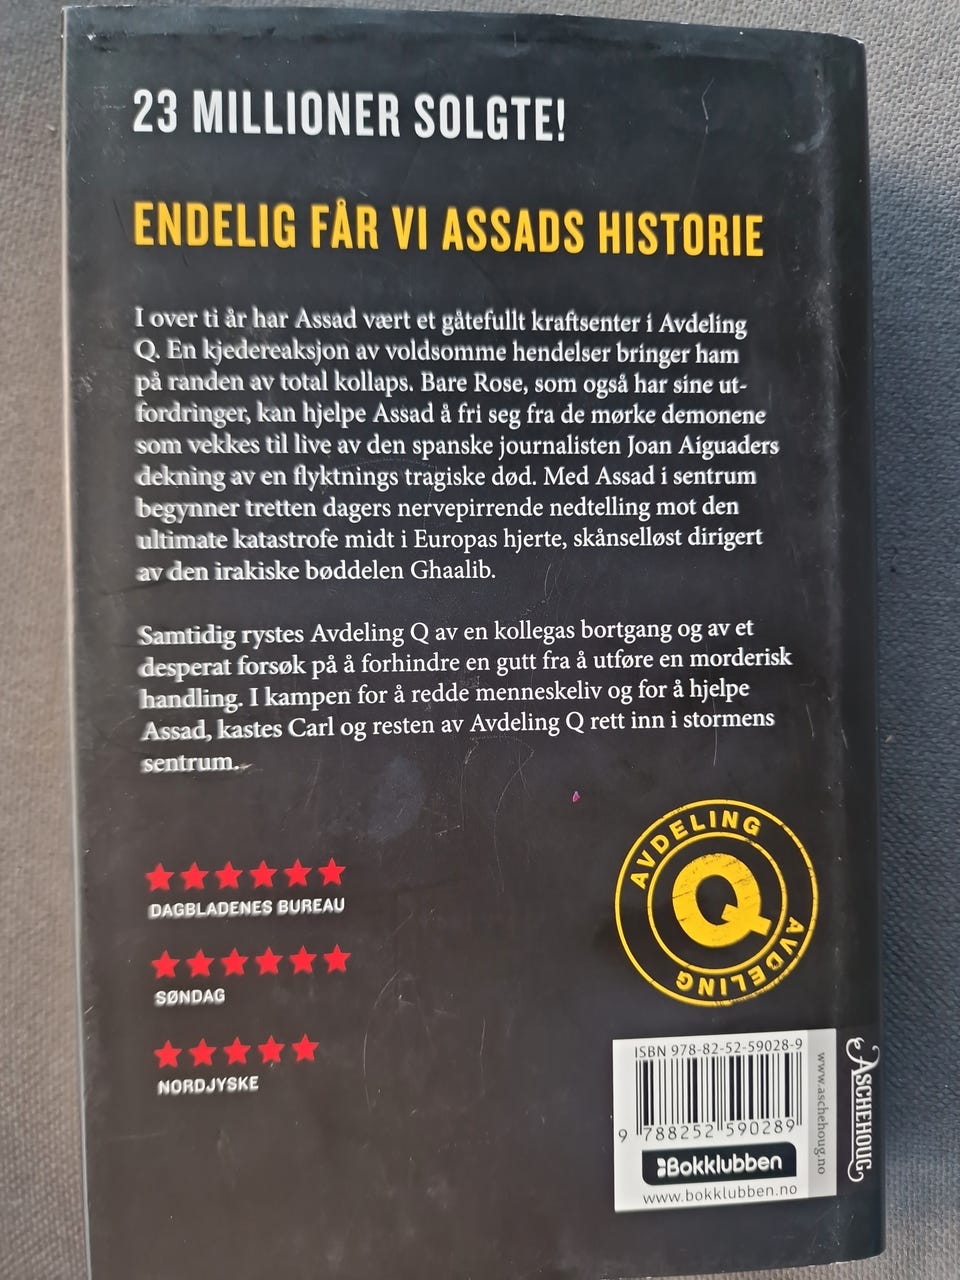 23 MILLIONER SOLGTE!
ENDELIG FÅR VI ASSADS HISTORIE
I over ti år har Assad vært et gåtefullt kraftsenter i Avdeling
Q. En kjedereaksjon av voldsomme hendelser bringer ham
på randen av total kollaps. Bare Rose, som også har sine ut-
fordringer, kan hjelpe Assad å fri seg fra de mørke demonene
som vekkes til live av den spanske journalisten Joan Aiguaders
dekning av en flyktnings tragiske død. Med Assad i sentrum
begynner tretten dagers nervepirrende nedtelling mot den
ultimate katastrofe midt i Europas hjerte, skånselløst dirigert
av den irakiske bøddelen Ghaalib.
Samtidig rystes Avdeling Q av en kollegas bortgang og av et
desperat forsøk på å forhindre en gutt fra å utføre en morderisk
handling. I kampen for å redde menneskeliv og for å hjelpe
Assad, kastes Carl og resten av Avdeling Q rett inn i stormens
sentrum.
DAGBLADENES BUREAU
SØNDAG
NORDJYSKE
AVDELING
Q
AVDELING
ISBN 978-82-52-59028-9
9 788252 590289
Bokklubben
www.bokklubben.no
www.aschehoug.no
ASCHEHOUG